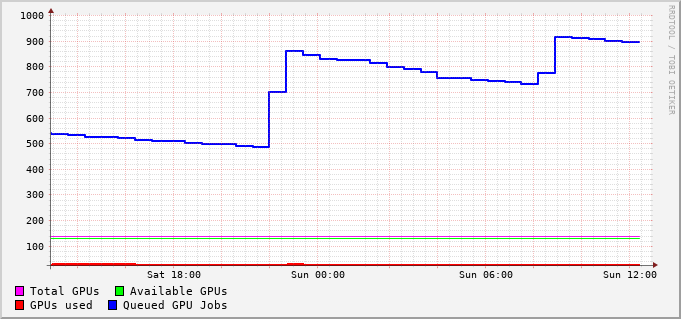 1000
900
800
700
600
500
400
300
200
100
Sat 18:00 Sun 00:00 Sun 06:00 Sun 12:00
Total GPUs Available GPUs
GPUs used Queued GPU Jobs
RRDTOOL / TOBI OETIKER